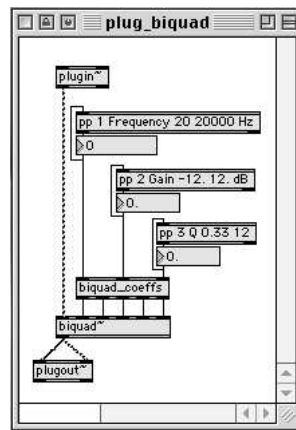 plug_biquad
plugin~
pp 1 Frequency 20 20000 Hz
0
pp 2 Gain -12. 12. dB
0.
pp 3 Q 0.33 12
0.
biquad_coeffs
biquad~
plugout~